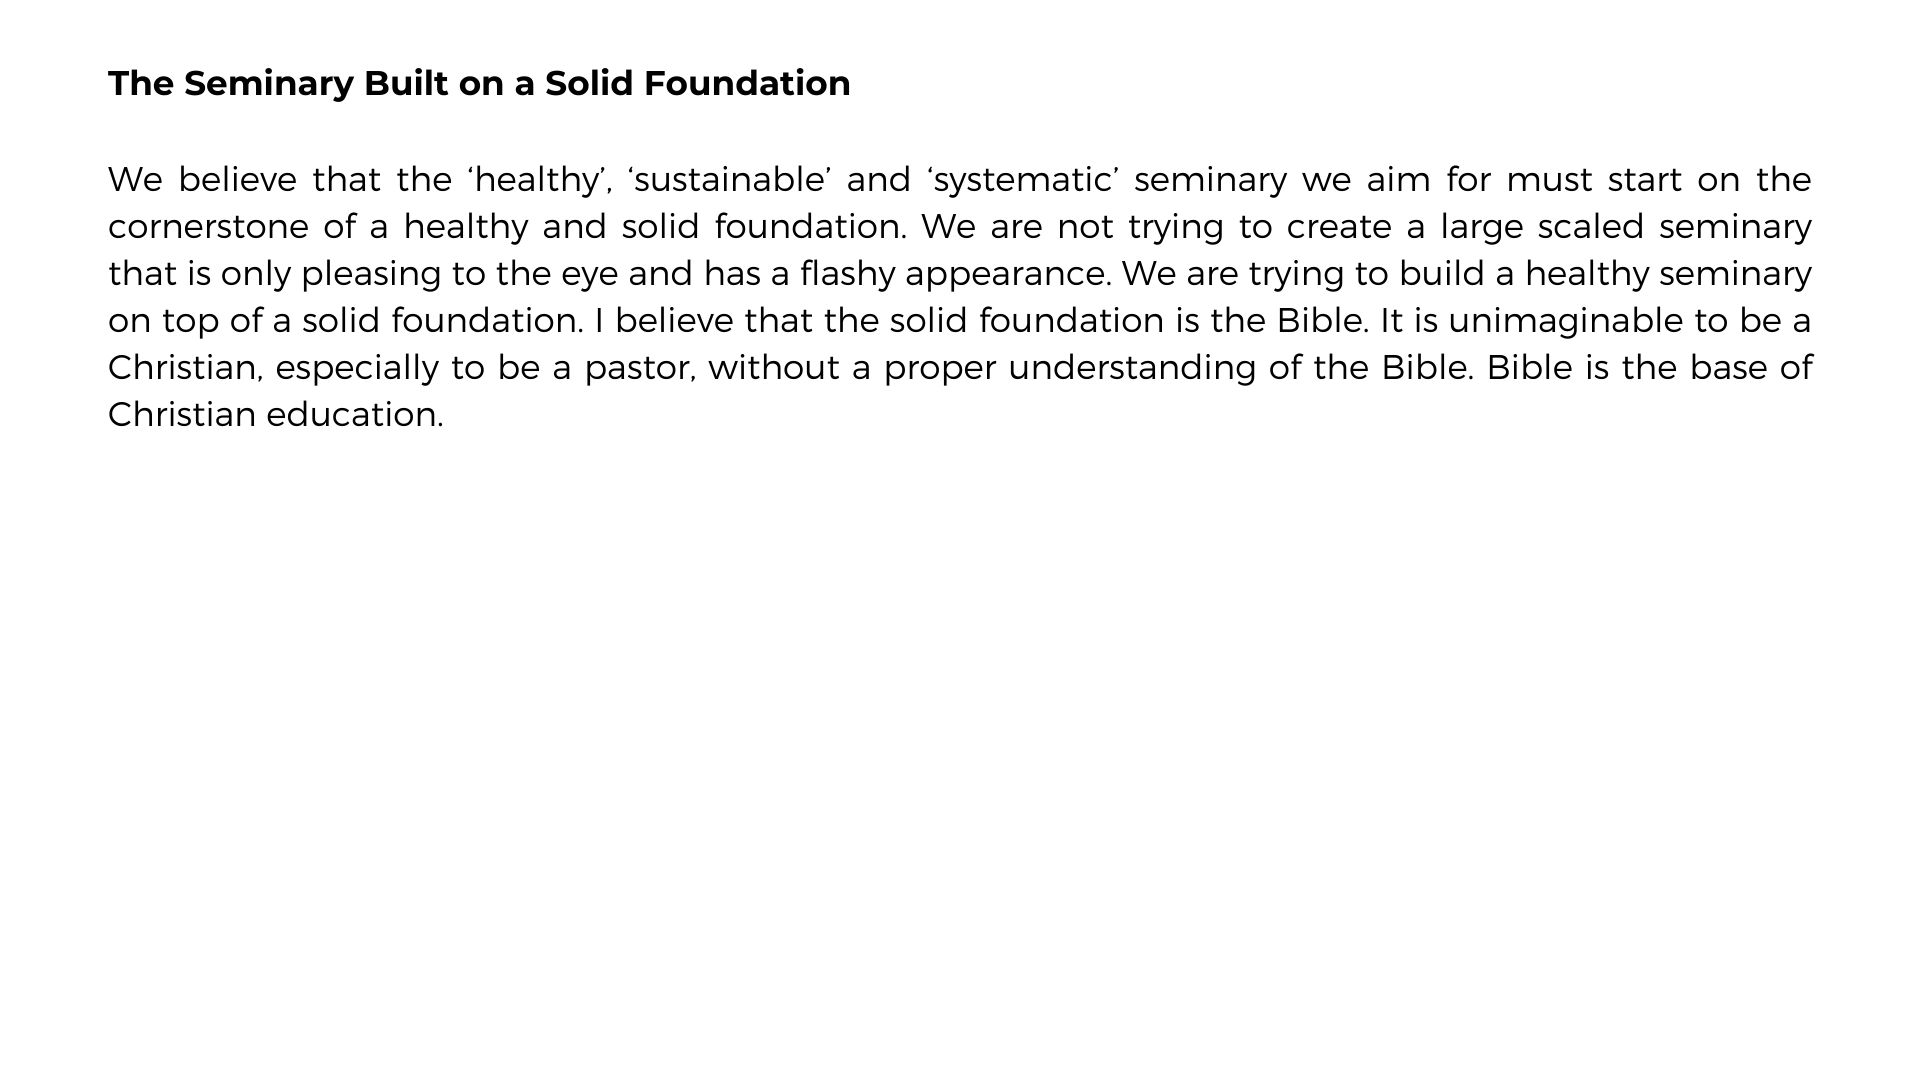 The Seminary Built on a Solid Foundation
We believe that the ‘healthy’, ‘sustainable’ and ‘systematic’ seminary we aim for must start on the
cornerstone of a healthy and solid foundation. We are not trying to create a large scaled seminary
that is only pleasing to the eye and has a flashy appearance. We are trying to build a healthy seminary
on top of a solid foundation. I believe that the solid foundation is the Bible. It is unimaginable to be a
Christian, especially to be a pastor, without a proper understanding of the Bible. Bible is the base of
Christian education.